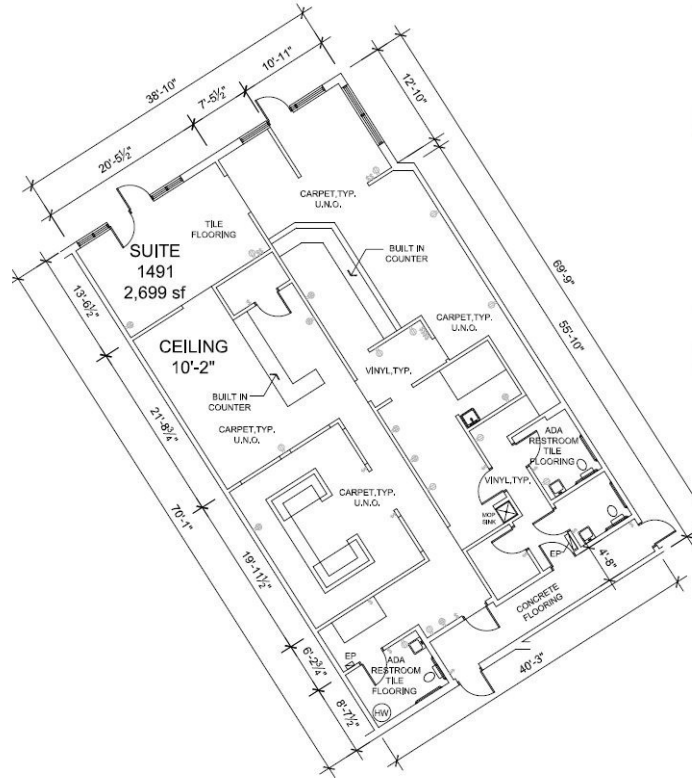 10'-11"
38'-10"
7'-5½"
12'-10"
20'-5½"
CARPET,TYP.
U.N.O.
TILE
FLOORING
BUILT IN
COUNTER
SUITE
1491
2,699 sf
69'-9"
13'-6½"
CARPET,TYP.
U.N.O.
55'-10"
CEILING
10'-2"
VINYL,TYP.
BUILT IN
COUNTER
21'-8¾"
CARPET,TYP.
U.N.O.
ADA
RESTROOM
TILE
FLOORING
VINYL,TYP.
CARPET,TYP.
U.N.O.
70'-1"
MOP
SINK
EP
4'-8"
19'-11½"
CONCRETE
FLOORING
6'-2¾"
EP
ADA
RESTROOM
TILE
FLOORING
40'-3"
8'-7½"
HW